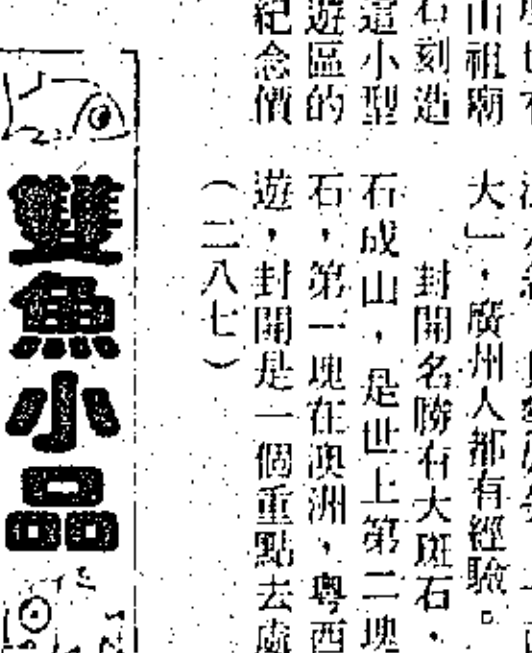 也有
山祖廟
石刻造
這小型
遊區的
紀念價
大」，廣州人都有經驗。
封開名勝有大斑石，
石成山，是世上第二塊
石，第一塊在澳洲，粵西
遊，封開是一個重點去處
（二八七）
雙魚小品